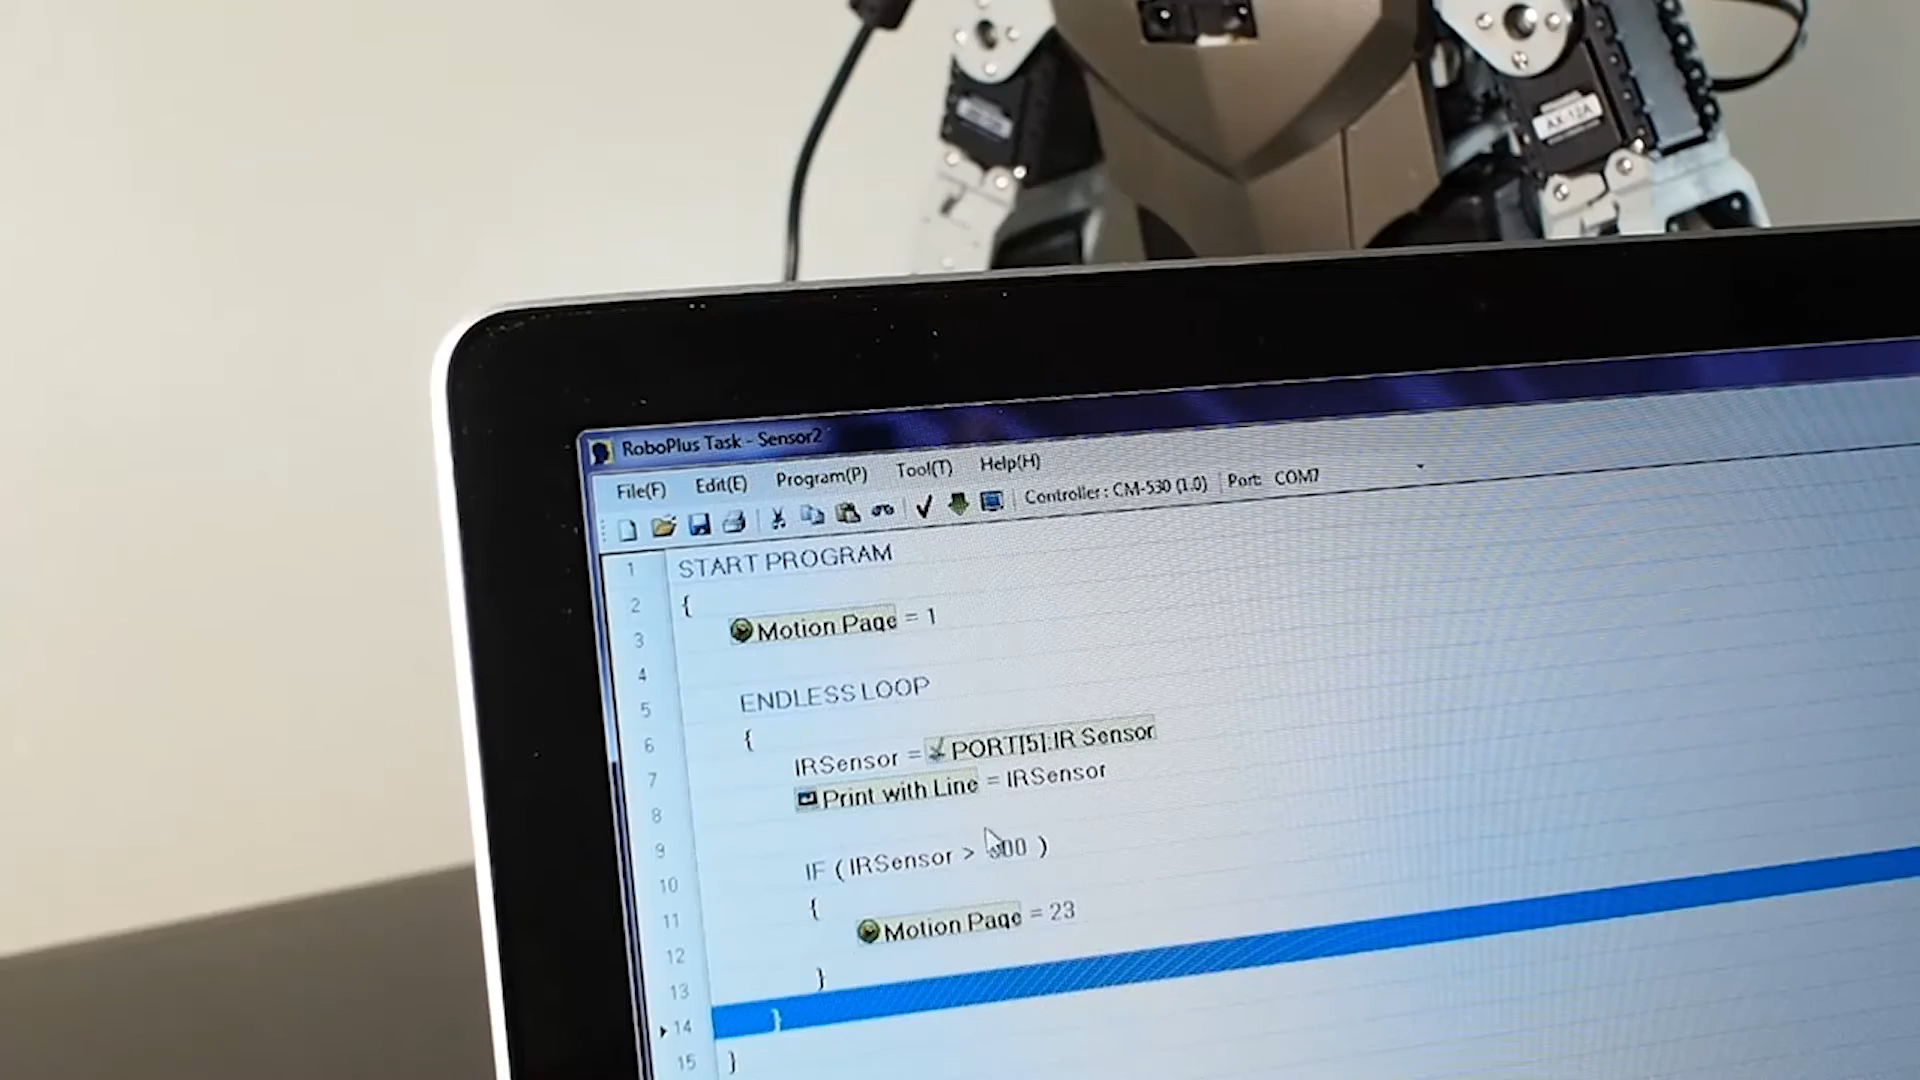 AX-12A
RoboPlus Task - Sensor2
File(F) Edit(E) Program(P) Tool(T) Help(H)
Controller : CM-530 (1.0) Port: COM7
1 START PROGRAM
2 {
3 Motion Page = 1
4
5 ENDLESS LOOP
6 {
7 IRSensor = PORT[5]:IR Sensor
8 Print with Line = IRSensor
9
10 IF ( IRSensor > 00 )
11 {
12 Motion Page = 23
13 }
14 }
15 }